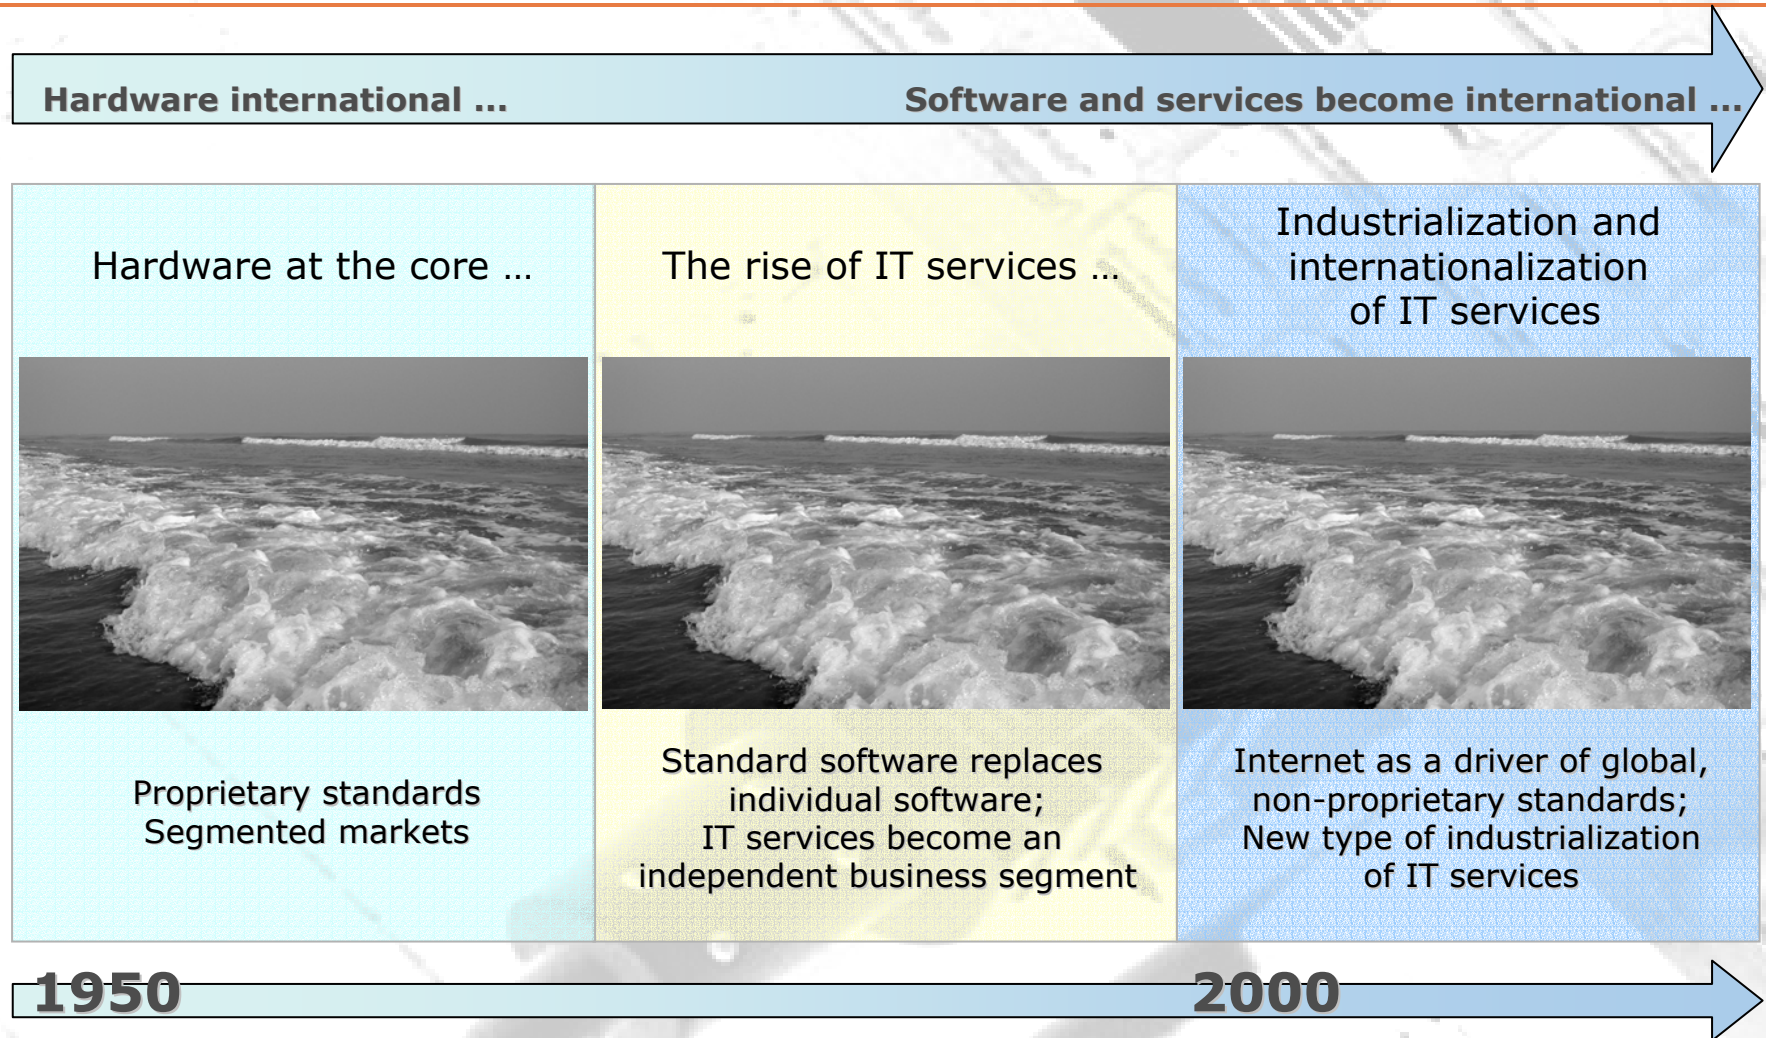 Hardware international ...
Software and services become international ...
Hardware at the core ...
The rise of IT services ...
Industrialization and
internationalization
of IT services
Proprietary standards
Segmented markets
Standard software replaces
individual software;
IT services become an
independent business segment
Internet as a driver of global,
non-proprietary standards;
New type of industrialization
of IT services
1950
2000